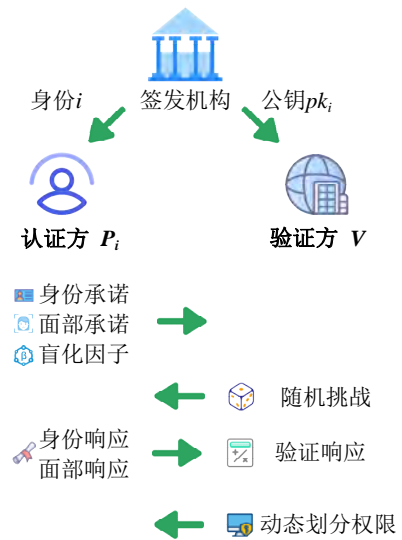 身份i 签发机构 公钥pkᵢ
认证方 Pᵢ 验证方 V
身份承诺
面部承诺
β 盲化因子
随机挑战
身份响应
面部响应
验证响应
动态划分权限